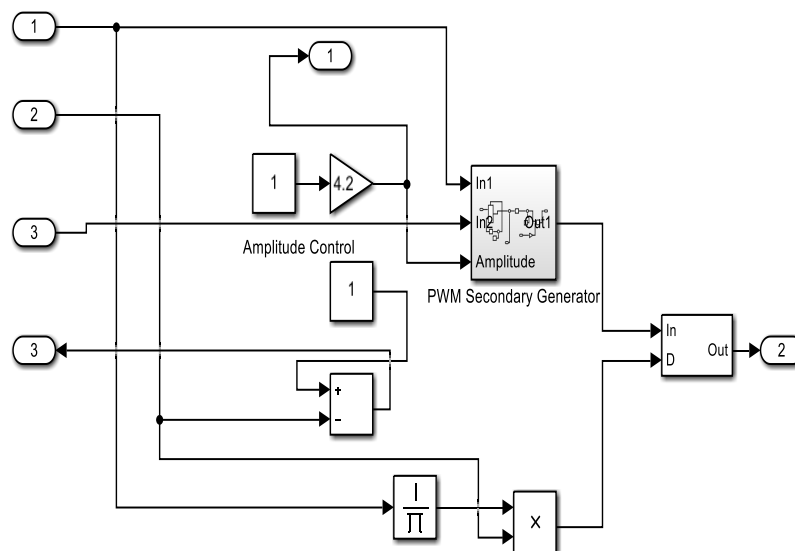 1
1
2
1
4.2
In1
In2
Out1
3
Amplitude Control
Amplitude
1
PWM Secondary Generator
In
3
Out
2
D
+
-
1
∏
×